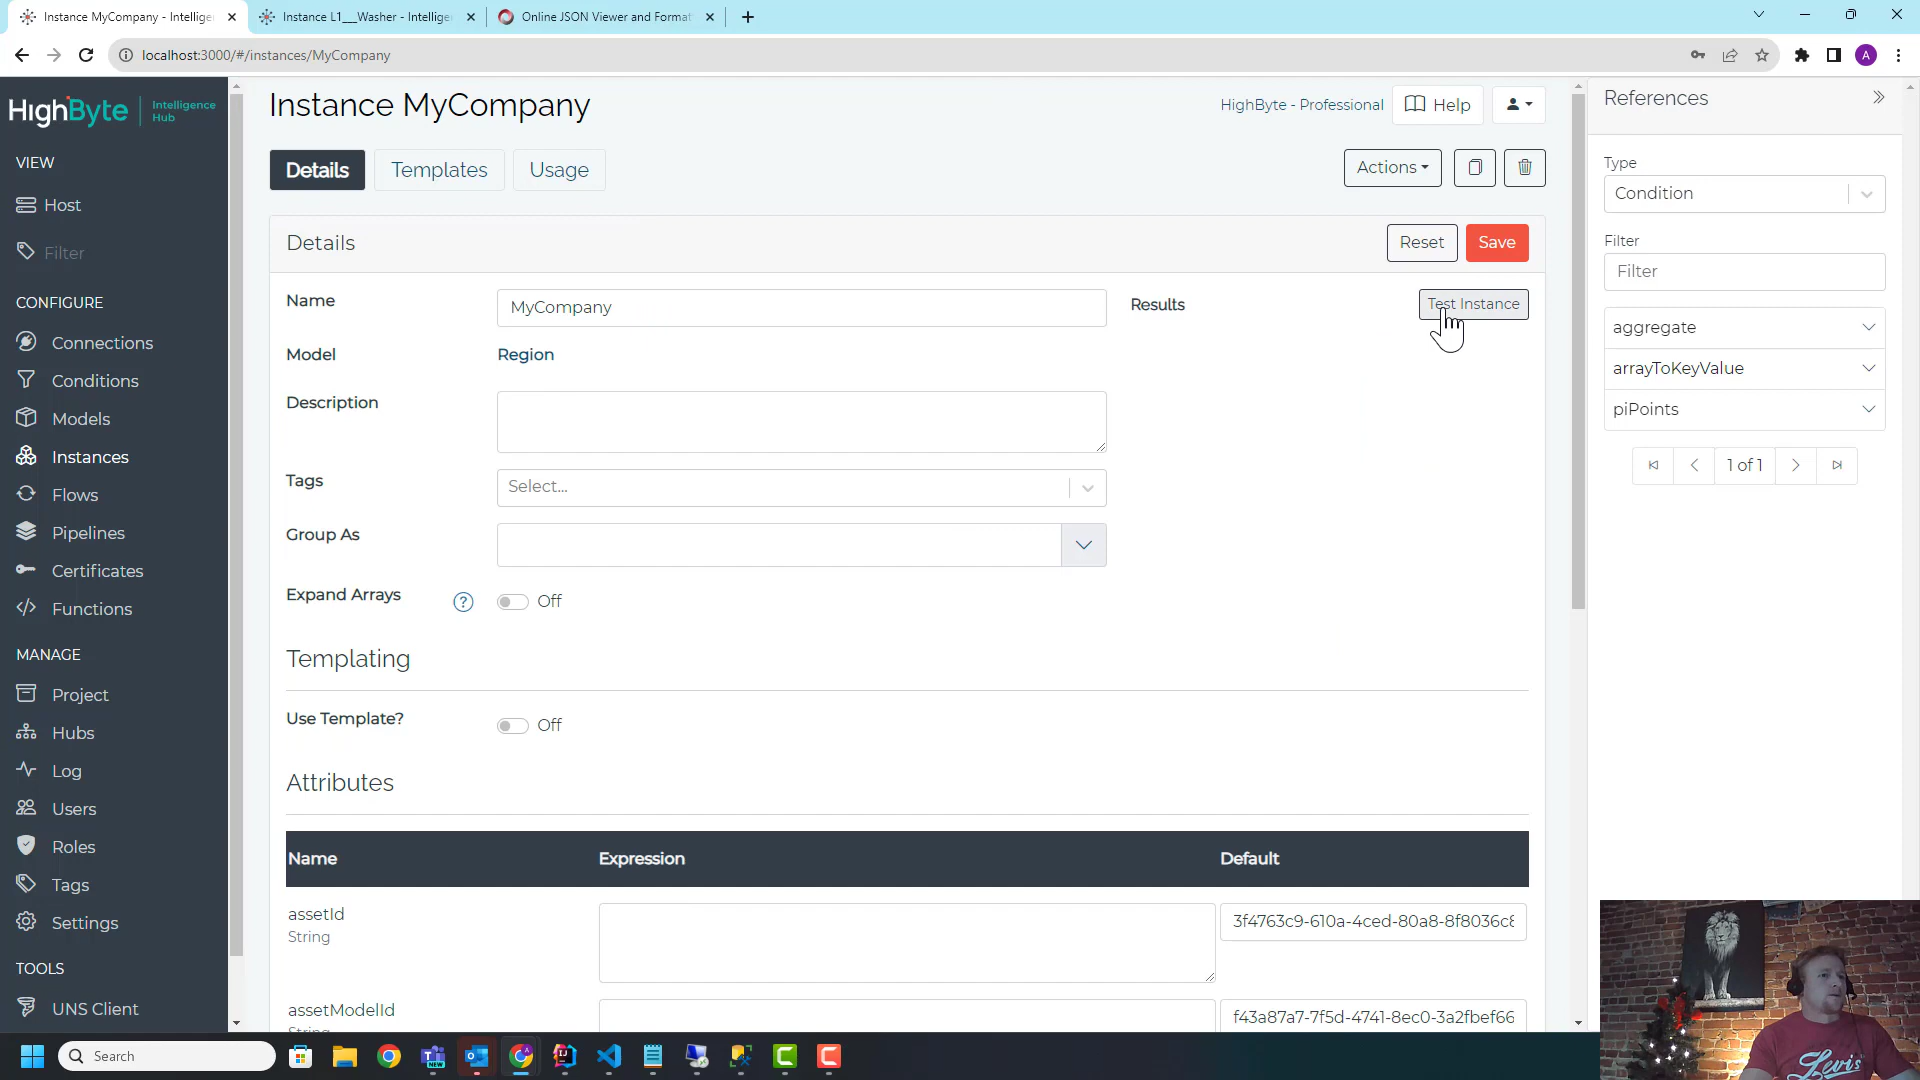 Instance MyCompany - Intellige
Instance L1___Washer - Intellige
Online JSON Viewer and Format
localhost:3000/#/instances/MyCompany
A
HighByte
Intelligence
Hub
VIEW
Host
Filter
CONFIGURE
Connections
Conditions
Models
Instances
Flows
Pipelines
Certificates
Functions
MANAGE
Project
Hubs
Log
Users
Roles
Tags
Settings
TOOLS
UNS Client
Instance MyCompany
HighByte - Professional
Help
Details
Templates
Usage
Actions
Details
Reset
Save
Name
MyCompany
Results
Test Instance
Model
Region
Description
Tags
Select...
Group As
Expand Arrays
?
Off
Templating
Use Template?
Off
Attributes
Name
Expression
Default
assetId
String
3f4763c9-610a-4ced-80a8-8f8036c8
assetModelId
String
f43a87a7-7f5d-4741-8ec0-3a2fbef66
References
Type
Condition
Filter
Filter
aggregate
arrayToKeyValue
piPoints
1 of 1
Search
NEW
Levi's